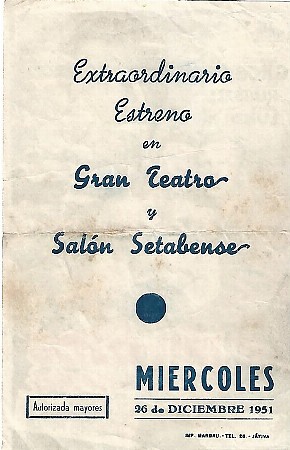 Extraordinario
Estreno
en
Gran Teatro
y
Salón Setabense
MIERCOLES
Autorizada mayores
26 de DICIEMBRE 1951
IMP. MARBAU.-TEL. 26.- JÁTIVA